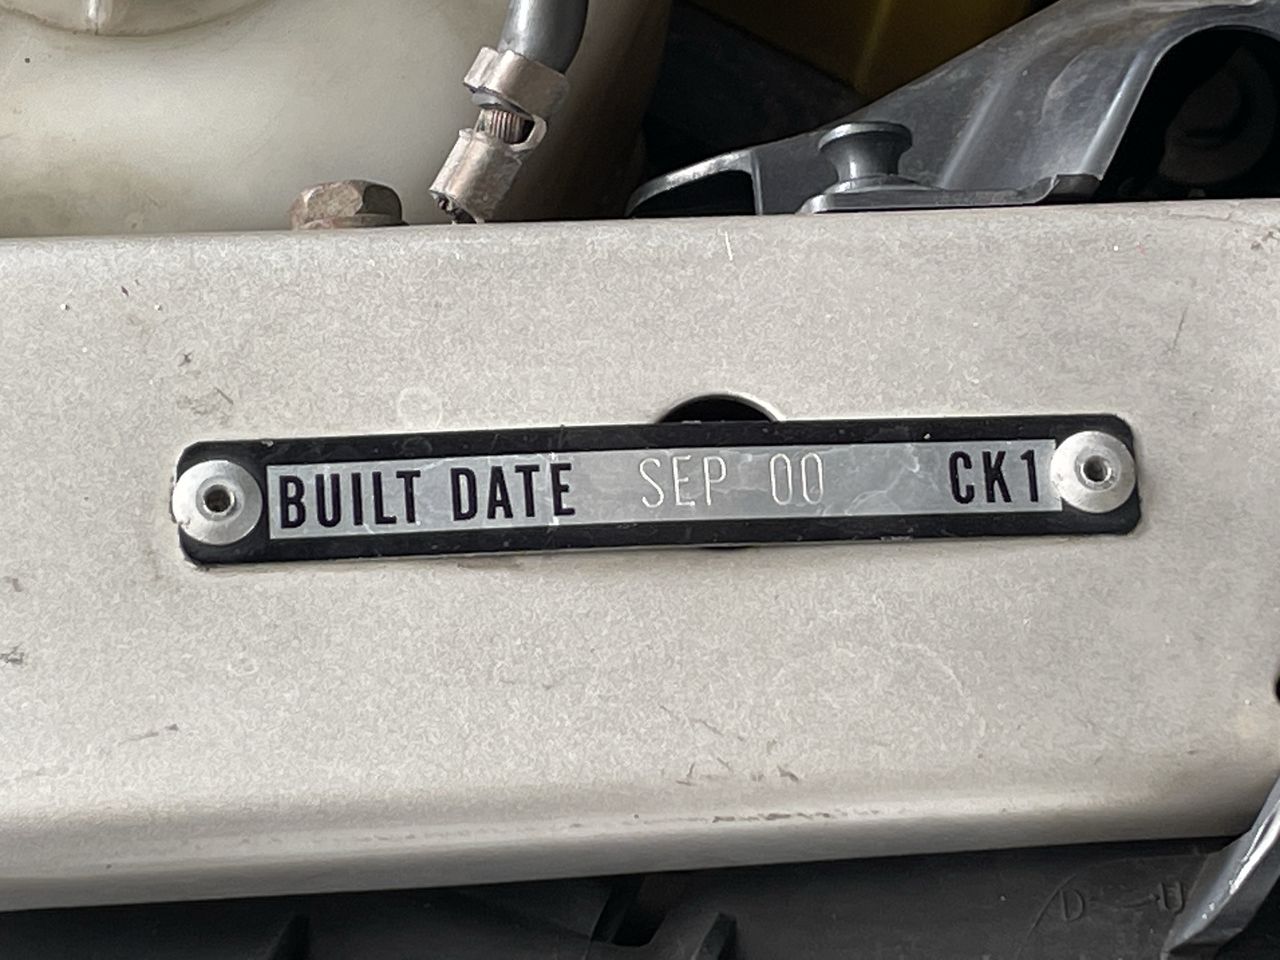 BUILT DATE SEP 00 CK1